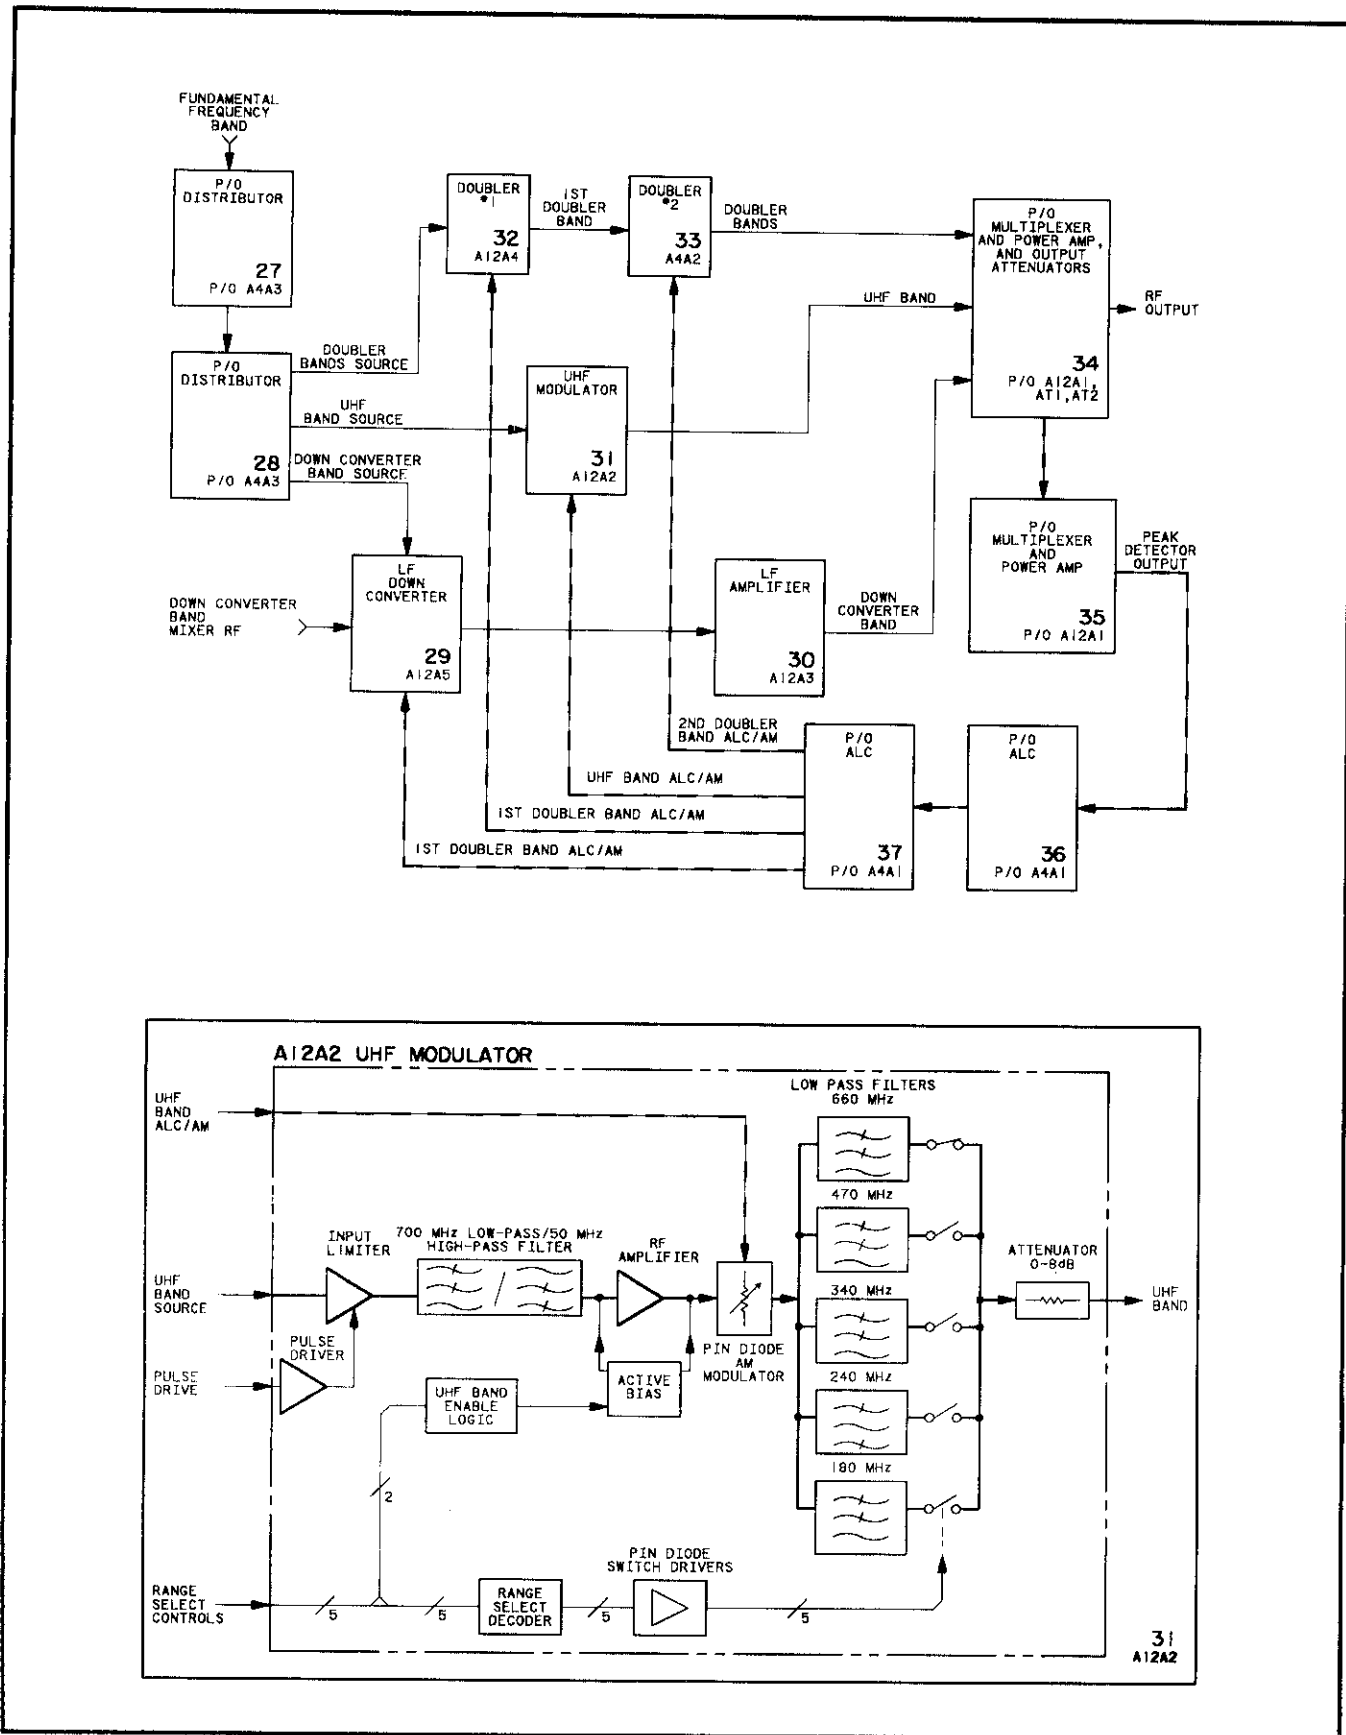 FUNDAMENTAL
FREQUENCY
BAND
P/O
DISTRIBUTOR
27
P/O A4A3
P/O
DISTRIBUTOR
28
P/O A4A3
DOUBLER
BANDS SOURCE
UHF
BAND SOURCE
DOWN CONVERTER
BAND SOURCE
DOUBLER
#1
32
A12A4
1ST
DOUBLER
BAND
DOUBLER
#2
33
A4A2
DOUBLER
BANDS
UHF
MODULATOR
31
A12A2
UHF BAND
P/O
MULTIPLEXER
AND POWER AMP,
AND OUTPUT
ATTENUATORS
34
P/O A12A1,
AT1, AT2
RF
OUTPUT
DOWN CONVERTER
BAND
MIXER RF
LF
DOWN
CONVERTER
29
A12A5
LF
AMPLIFIER
30
A12A3
DOWN
CONVERTER
BAND
P/O
MULTIPLEXER
AND
POWER AMP
35
P/O A12A1
PEAK
DETECTOR
OUTPUT
2ND DOUBLER
BAND ALC/AM
UHF BAND ALC/AM
1ST DOUBLER BAND ALC/AM
1ST DOUBLER BAND ALC/AM
P/O
ALC
37
P/O A4A1
P/O
ALC
36
P/O A4A1
A12A2 UHF MODULATOR
UHF
BAND
ALC/AM
LOW PASS FILTERS
660 MHz
470 MHz
340 MHz
240 MHz
180 MHz
INPUT
LIMITER
700 MHz LOW-PASS/50 MHz
HIGH-PASS FILTER
RF
AMPLIFIER
UHF
BAND
SOURCE
PULSE
DRIVER
PULSE
DRIVE
UHF BAND
ENABLE
LOGIC
ACTIVE
BIAS
PIN DIODE
AM
MODULATOR
ATTENUATOR
0-8dB
UHF
BAND
2
PIN DIODE
SWITCH DRIVERS
RANGE
SELECT
CONTROLS
5
5
RANGE
SELECT
DECODER
5
5
31
A12A2